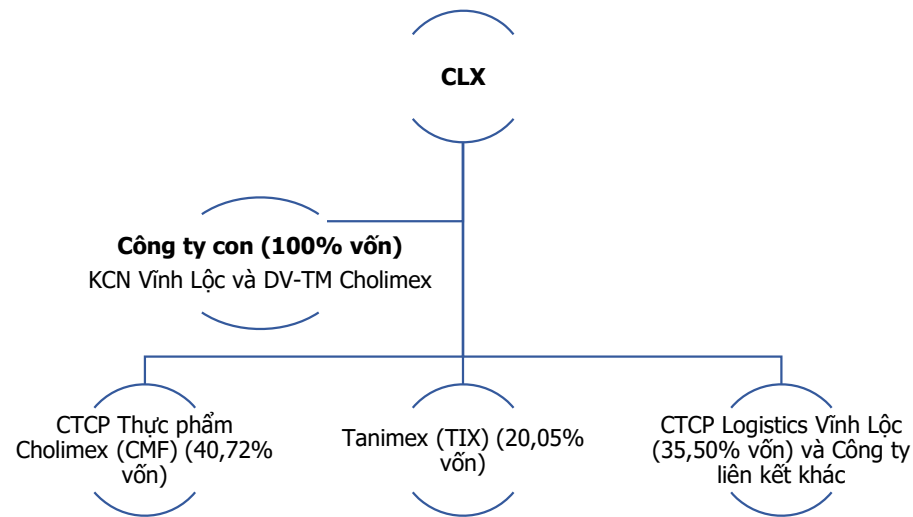 CLX
Công ty con (100% vốn)
KCN Vĩnh Lộc và DV-TM Cholimex
CTCP Thực phẩm
Cholimex (CMF) (40,72%
vốn)
Tanimex (TIX) (20,05%
vốn)
CTCP Logistics Vĩnh Lộc
(35,50% vốn) và Công ty
liên kết khác